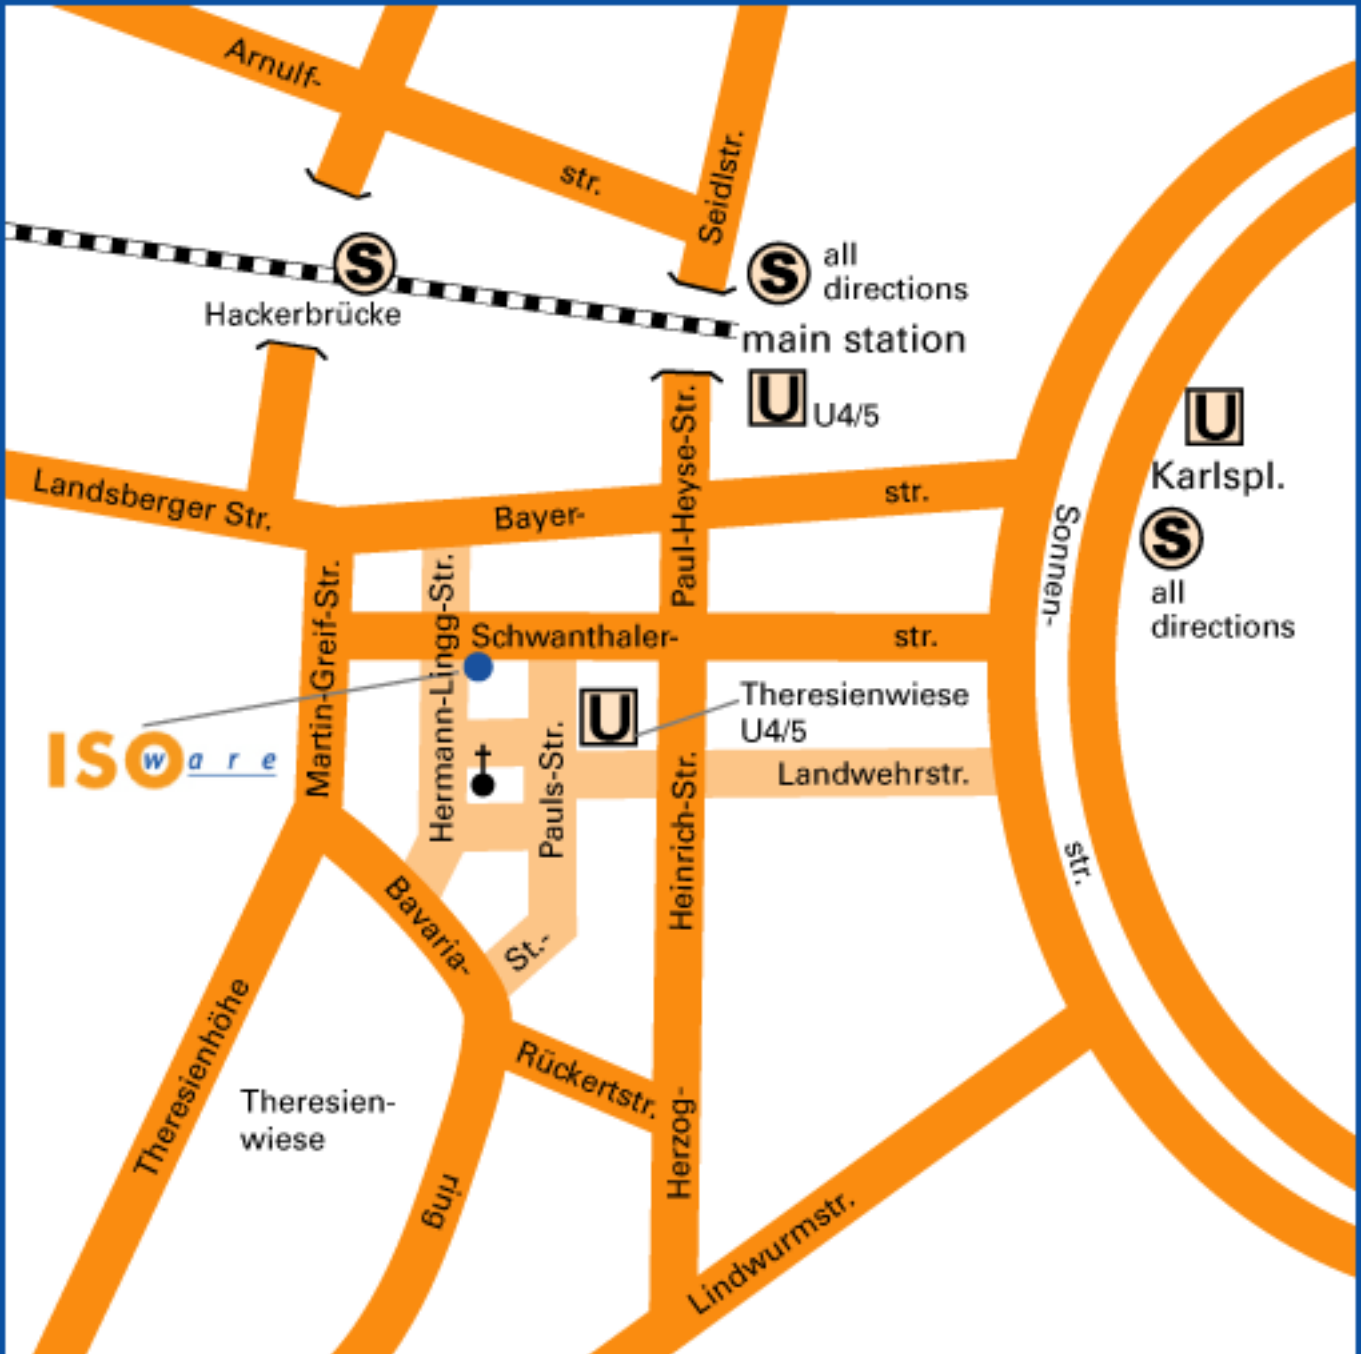 Arnulf-
str.
Seidlstr.
S
all
directions
S
Hackerbrücke
main station
U
U4/5
Paul-Heyse-Str.
U
Karlspl.
S
all
directions
Landsberger Str.
Bayer-
str.
Sonnen-
str.
Martin-Greif-Str.
Hermann-Lingg-Str.
Schwanthaler-
str.
U
Theresienwiese
U4/5
ISOware
Pauls-Str.
St.-
Landwehrstr.
Heinrich-Str.
Herzog-
Bavaria-
ring
Theresienhöhe
Theresien-
wiese
Rückertstr.
Lindwurmstr.